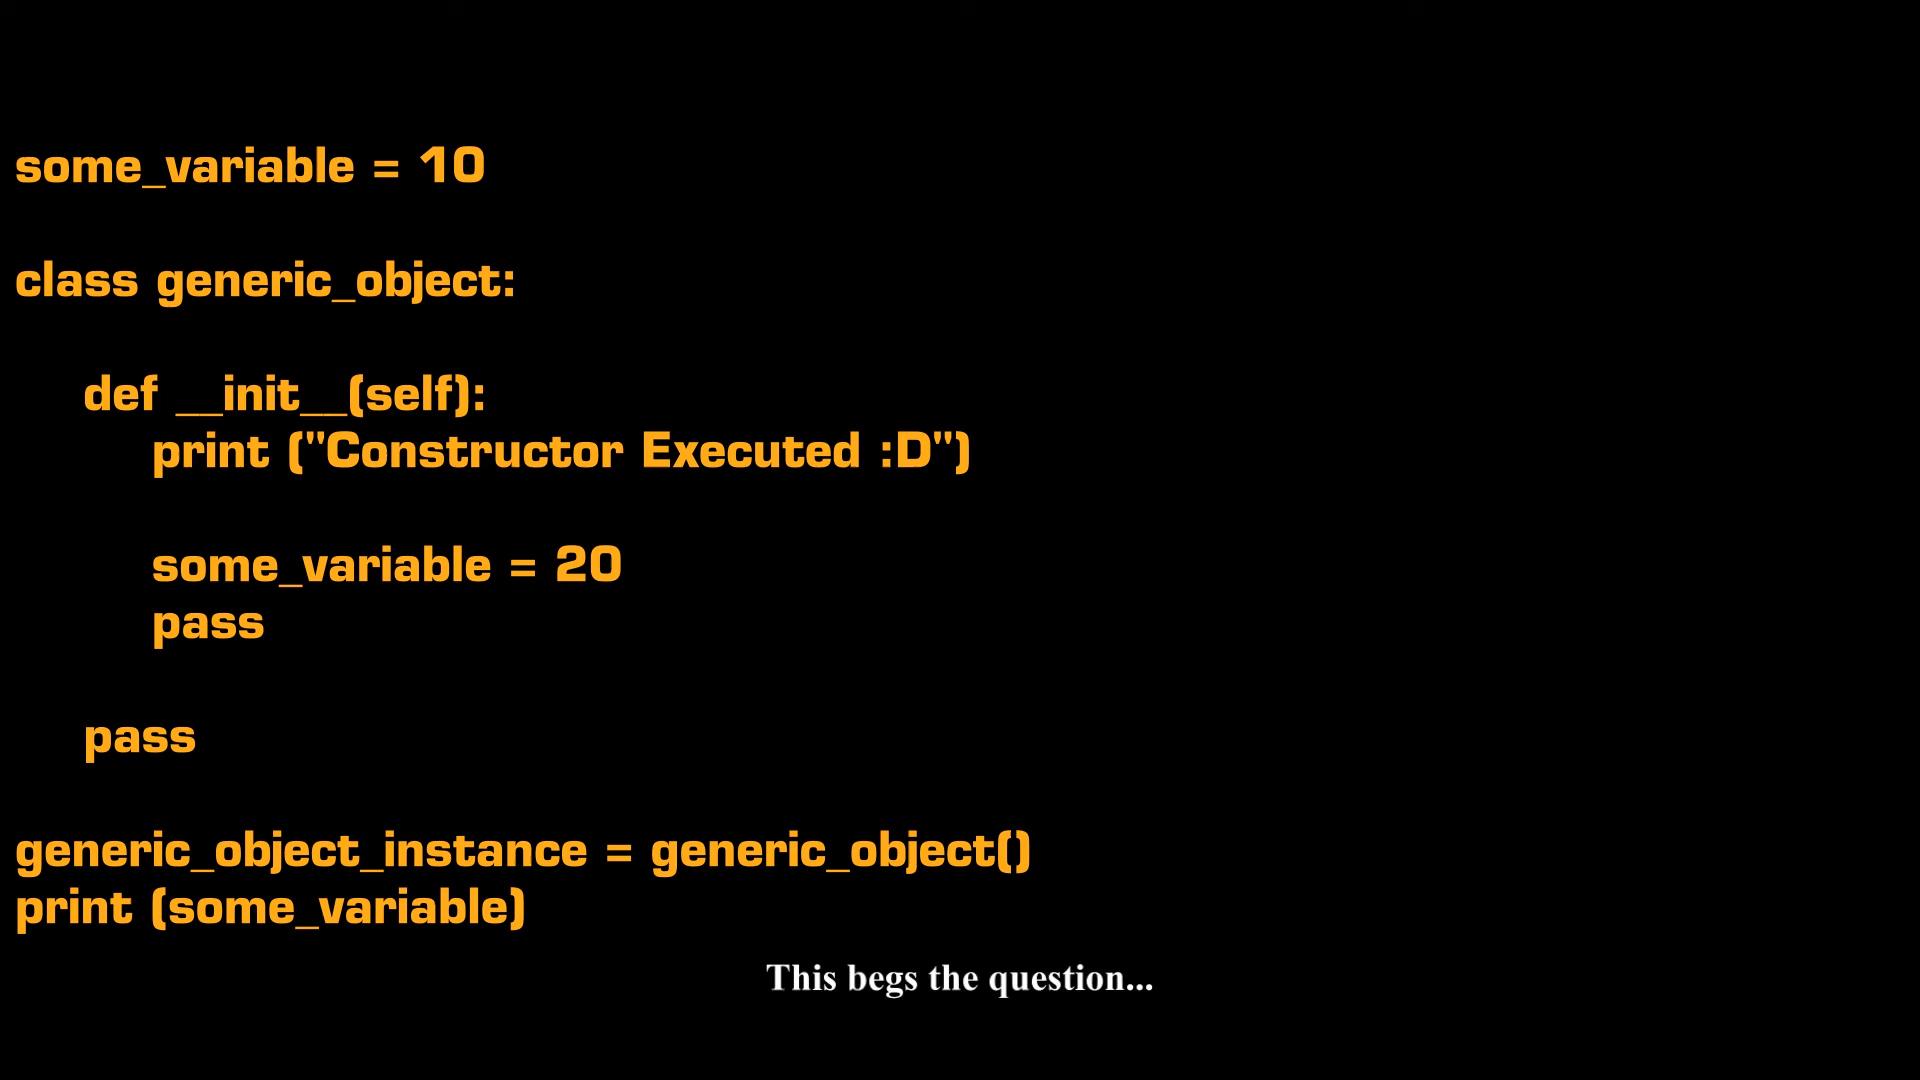 some_variable = 10
class generic_object:
def __init__(self):
print ("Constructor Executed :D")
some_variable = 20
pass
pass
generic_object_instance = generic_object()
print (some_variable)
This begs the question...